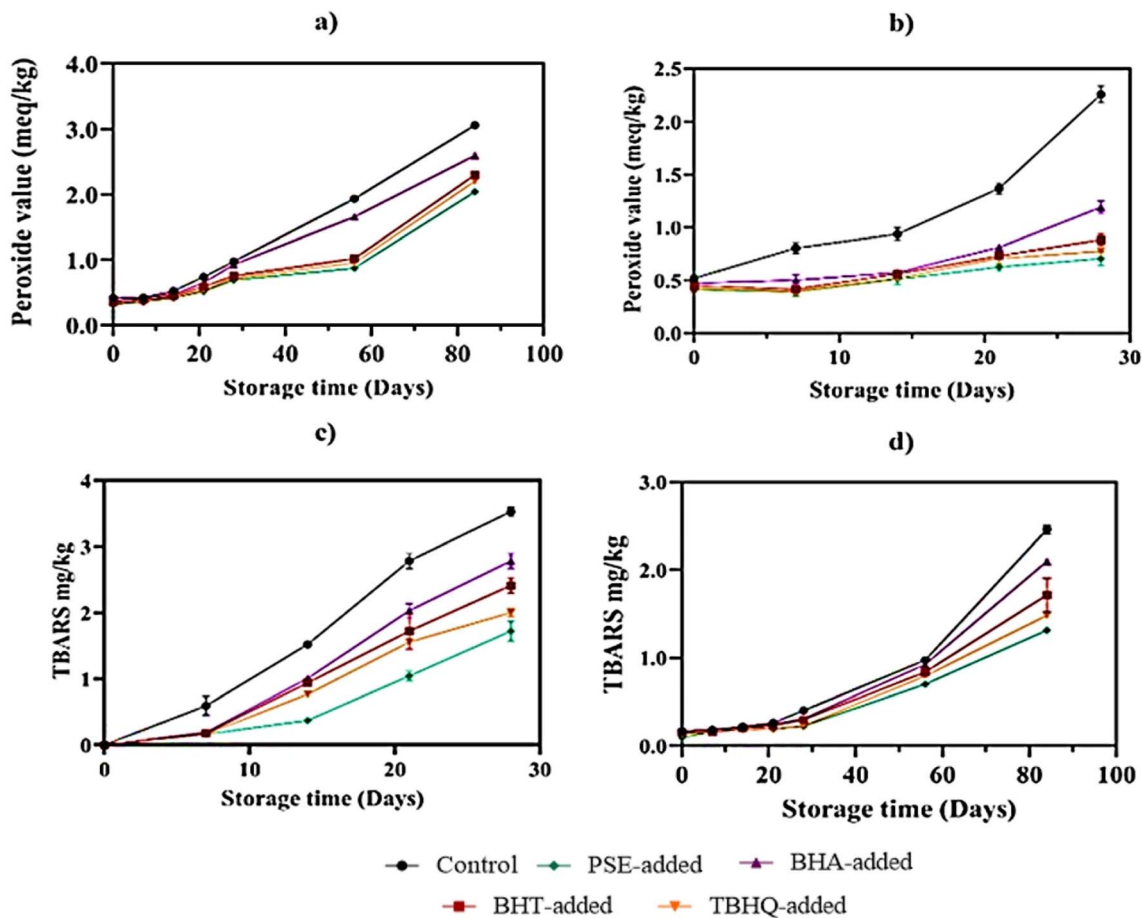 a)
Peroxide value (meq/kg)
4.0
3.0
2.0
1.0
0.0
0 20 40 60 80 100
Storage time (Days)
b)
Peroxide value (meq/kg)
2.5
2.0
1.5
1.0
0.5
0.0
0 10 20 30
Storage time (Days)
c)
TBARS mg/kg
4
3
2
1
0
0 10 20 30
Storage time (Days)
d)
TBARS mg/kg
3.0
2.0
1.0
0.0
0 20 40 60 80 100
Storage time (Days)
Control PSE-added BHA-added
BHT-added TBHQ-added